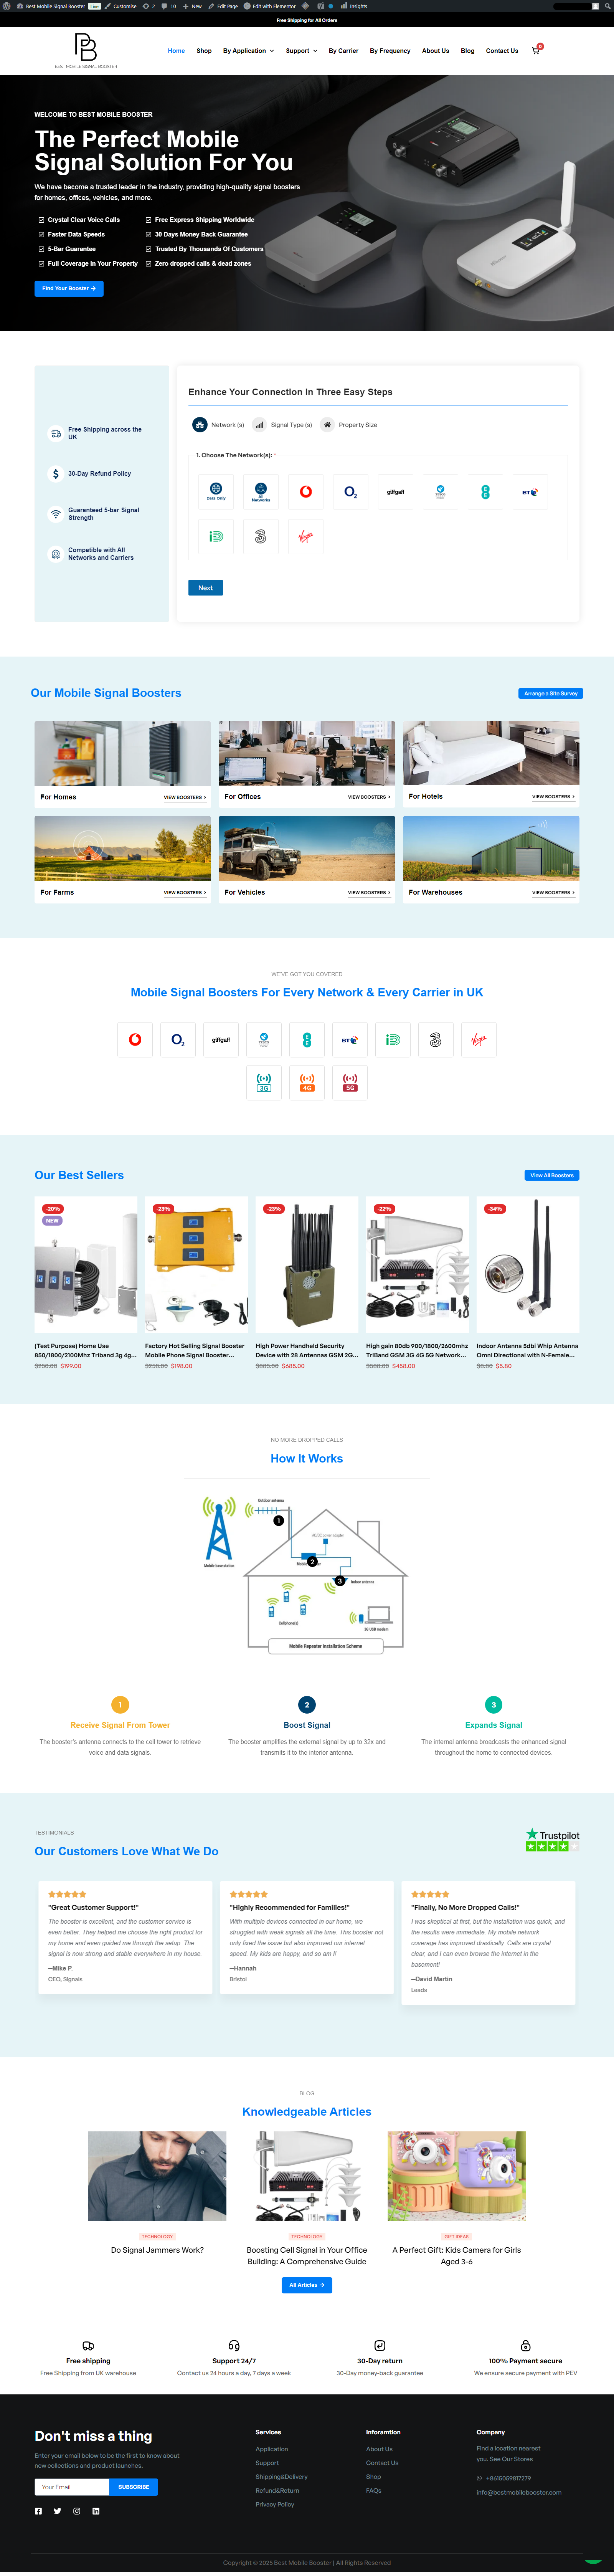 Best Mobile Signal Booster Live Customise 2 10 New Edit Page Edit with Elementor Insights
Free Shipping for All Orders
BEST MOBILE SIGNAL BOOSTER
Home Shop By Application Support By Carrier By Frequency About Us Blog Contact Us 0
WELCOME TO BEST MOBILE BOOSTER
The Perfect Mobile
Signal Solution For You
We have become a trusted leader in the industry, providing high-quality signal boosters
for homes, offices, vehicles, and more.
Crystal Clear Voice Calls Free Express Shipping Worldwide
Faster Data Speeds 30 Days Money Back Guarantee
5-Bar Guarantee Trusted By Thousands Of Customers
Full Coverage in Your Property Zero dropped calls & dead zones
Find Your Booster
Free Shipping across the
UK
30-Day Refund Policy
Guaranteed 5-bar Signal
Strength
Compatible with All
Networks and Carriers
Enhance Your Connection in Three Easy Steps
Network (s) Signal Type (s) Property Size
1. Choose The Network(s): *
Data Only All Networks O2 giffgaff TESCO EE BT
iD 3 Virgin
Next
Our Mobile Signal Boosters
Arrange a Site Survey
For Homes VIEW BOOSTERS
For Offices VIEW BOOSTERS
For Hotels VIEW BOOSTERS
For Farms VIEW BOOSTERS
For Vehicles VIEW BOOSTERS
For Warehouses VIEW BOOSTERS
WE'VE GOT YOU COVERED
Mobile Signal Boosters For Every Network & Every Carrier in UK
O2 giffgaff TESCO EE BT iD 3 Virgin
3G 4G 5G
Our Best Sellers
View All Boosters
-20% -23% -23% -22% -34%
NEW
(Test Purpose) Home Use
850/1800/2100Mhz Triband 3g 4g...
$250.00 $199.00
Factory Hot Selling Signal Booster
Mobile Phone Signal Booster...
$258.00 $198.00
High Power Handheld Security
Device with 28 Antennas GSM 2G...
$885.00 $685.00
High gain 80db 900/1800/2600mhz
TriBand GSM 3G 4G 5G Network...
$588.00 $458.00
Indoor Antenna 5dbi Whip Antenna
Omni Directional with N-Female...
$8.80 $5.80
NO MORE DROPPED CALLS
How It Works
Outdoor antenna
1
AC/DC power adapter
Mobile base station
2
3
Indoor antenna
Cellphone(s)
3G USB modem
Mobile Repeater Installation Scheme
1 2 3
Receive Signal From Tower
The booster's antenna connects to the cell tower to retrieve
voice and data signals.
Boost Signal
The booster amplifies the external signal by up to 32x and
transmits it to the interior antenna.
Expands Signal
The internal antenna broadcasts the enhanced signal
throughout the home to connected devices
TESTIMONIALS
Our Customers Love What We Do
Trustpilot
"Great Customer Support!"
The booster is excellent, and the customer service is
even better. They helped me choose the right product for
my home and even guided me through the setup. The
signal is now strong and stable everywhere in my house.
—Mike P.
CEO, Signals
"Highly Recommended for Families!"
With multiple devices connected in our home, we
struggled with weak signals all the time. This booster not
only fixed the issue but also improved our internet
speed. My kids are happy, and so am I!
—Hannah
Bristol
"Finally, No More Dropped Calls!"
I was skeptical at first, but the installation was quick, and
the results were immediate. My mobile network
coverage has improved drastically. Calls are crystal
clear, and I can even browse the internet in the
basement!
—David Martin
Leads
BLOG
Knowledgeable Articles
TECHNOLOGY
Do Signal Jammers Work?
TECHNOLOGY
Boosting Cell Signal in Your Office
Building: A Comprehensive Guide
GIFT IDEAS
A Perfect Gift: Kids Camera for Girls
Aged 3-6
All Articles
Free shipping
Free Shipping from UK warehouse
Support 24/7
Contact us 24 hours a day, 7 days a week
30-Day return
30-Day money-back guarantee
100% Payment secure
We ensure secure payment with PEV
Don't miss a thing
Enter your email below to be the first to know about
new collections and product launches.
Your Email SUBSCRIBE
Services
Application
Support
Shipping&Delivery
Refund&Return
Privacy Policy
Inforamtion
About Us
Contact Us
Shop
FAQs
Company
Find a location nearest
you. See Our Stores
+8615059817279
info@bestmobilebooster.com
Copyright © 2025 Best Mobile Booster | All Rights Reserved